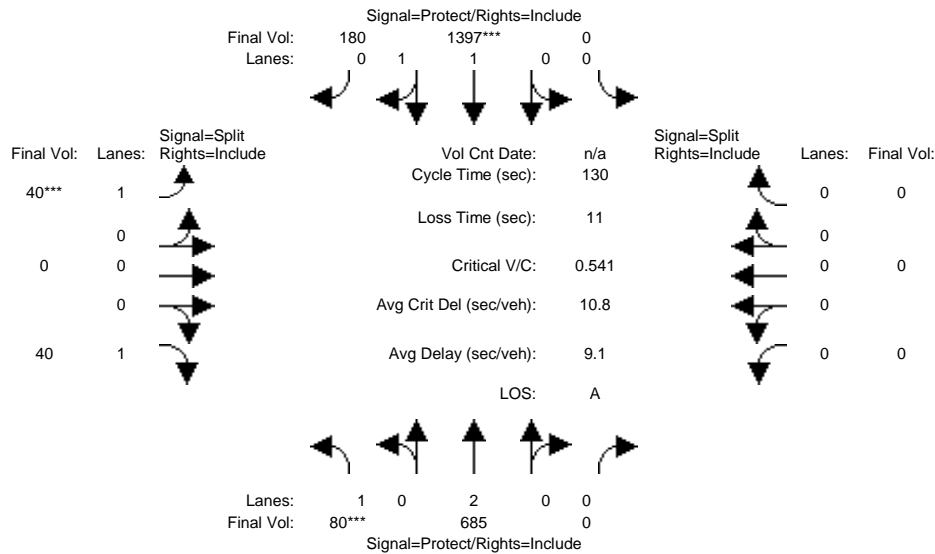 Signal=Protect/Rights=Include
Final Vol: 180 1397*** 0
Lanes: 0 1 1 0 0
Signal=Split
Final Vol: Lanes: Rights=Include
Vol Cnt Date: n/a
Signal=Split
Rights=Include Lanes: Final Vol:
Cycle Time (sec): 130
40*** 1
0 0
Loss Time (sec): 11
0
0
0 0
Critical V/C: 0.541
0 0
0
Avg Crit Del (sec/veh): 10.8
0
40 1
Avg Delay (sec/veh): 9.1
0 0
LOS: A
Lanes: 1 0 2 0 0
Final Vol: 80*** 685 0
Signal=Protect/Rights=Include